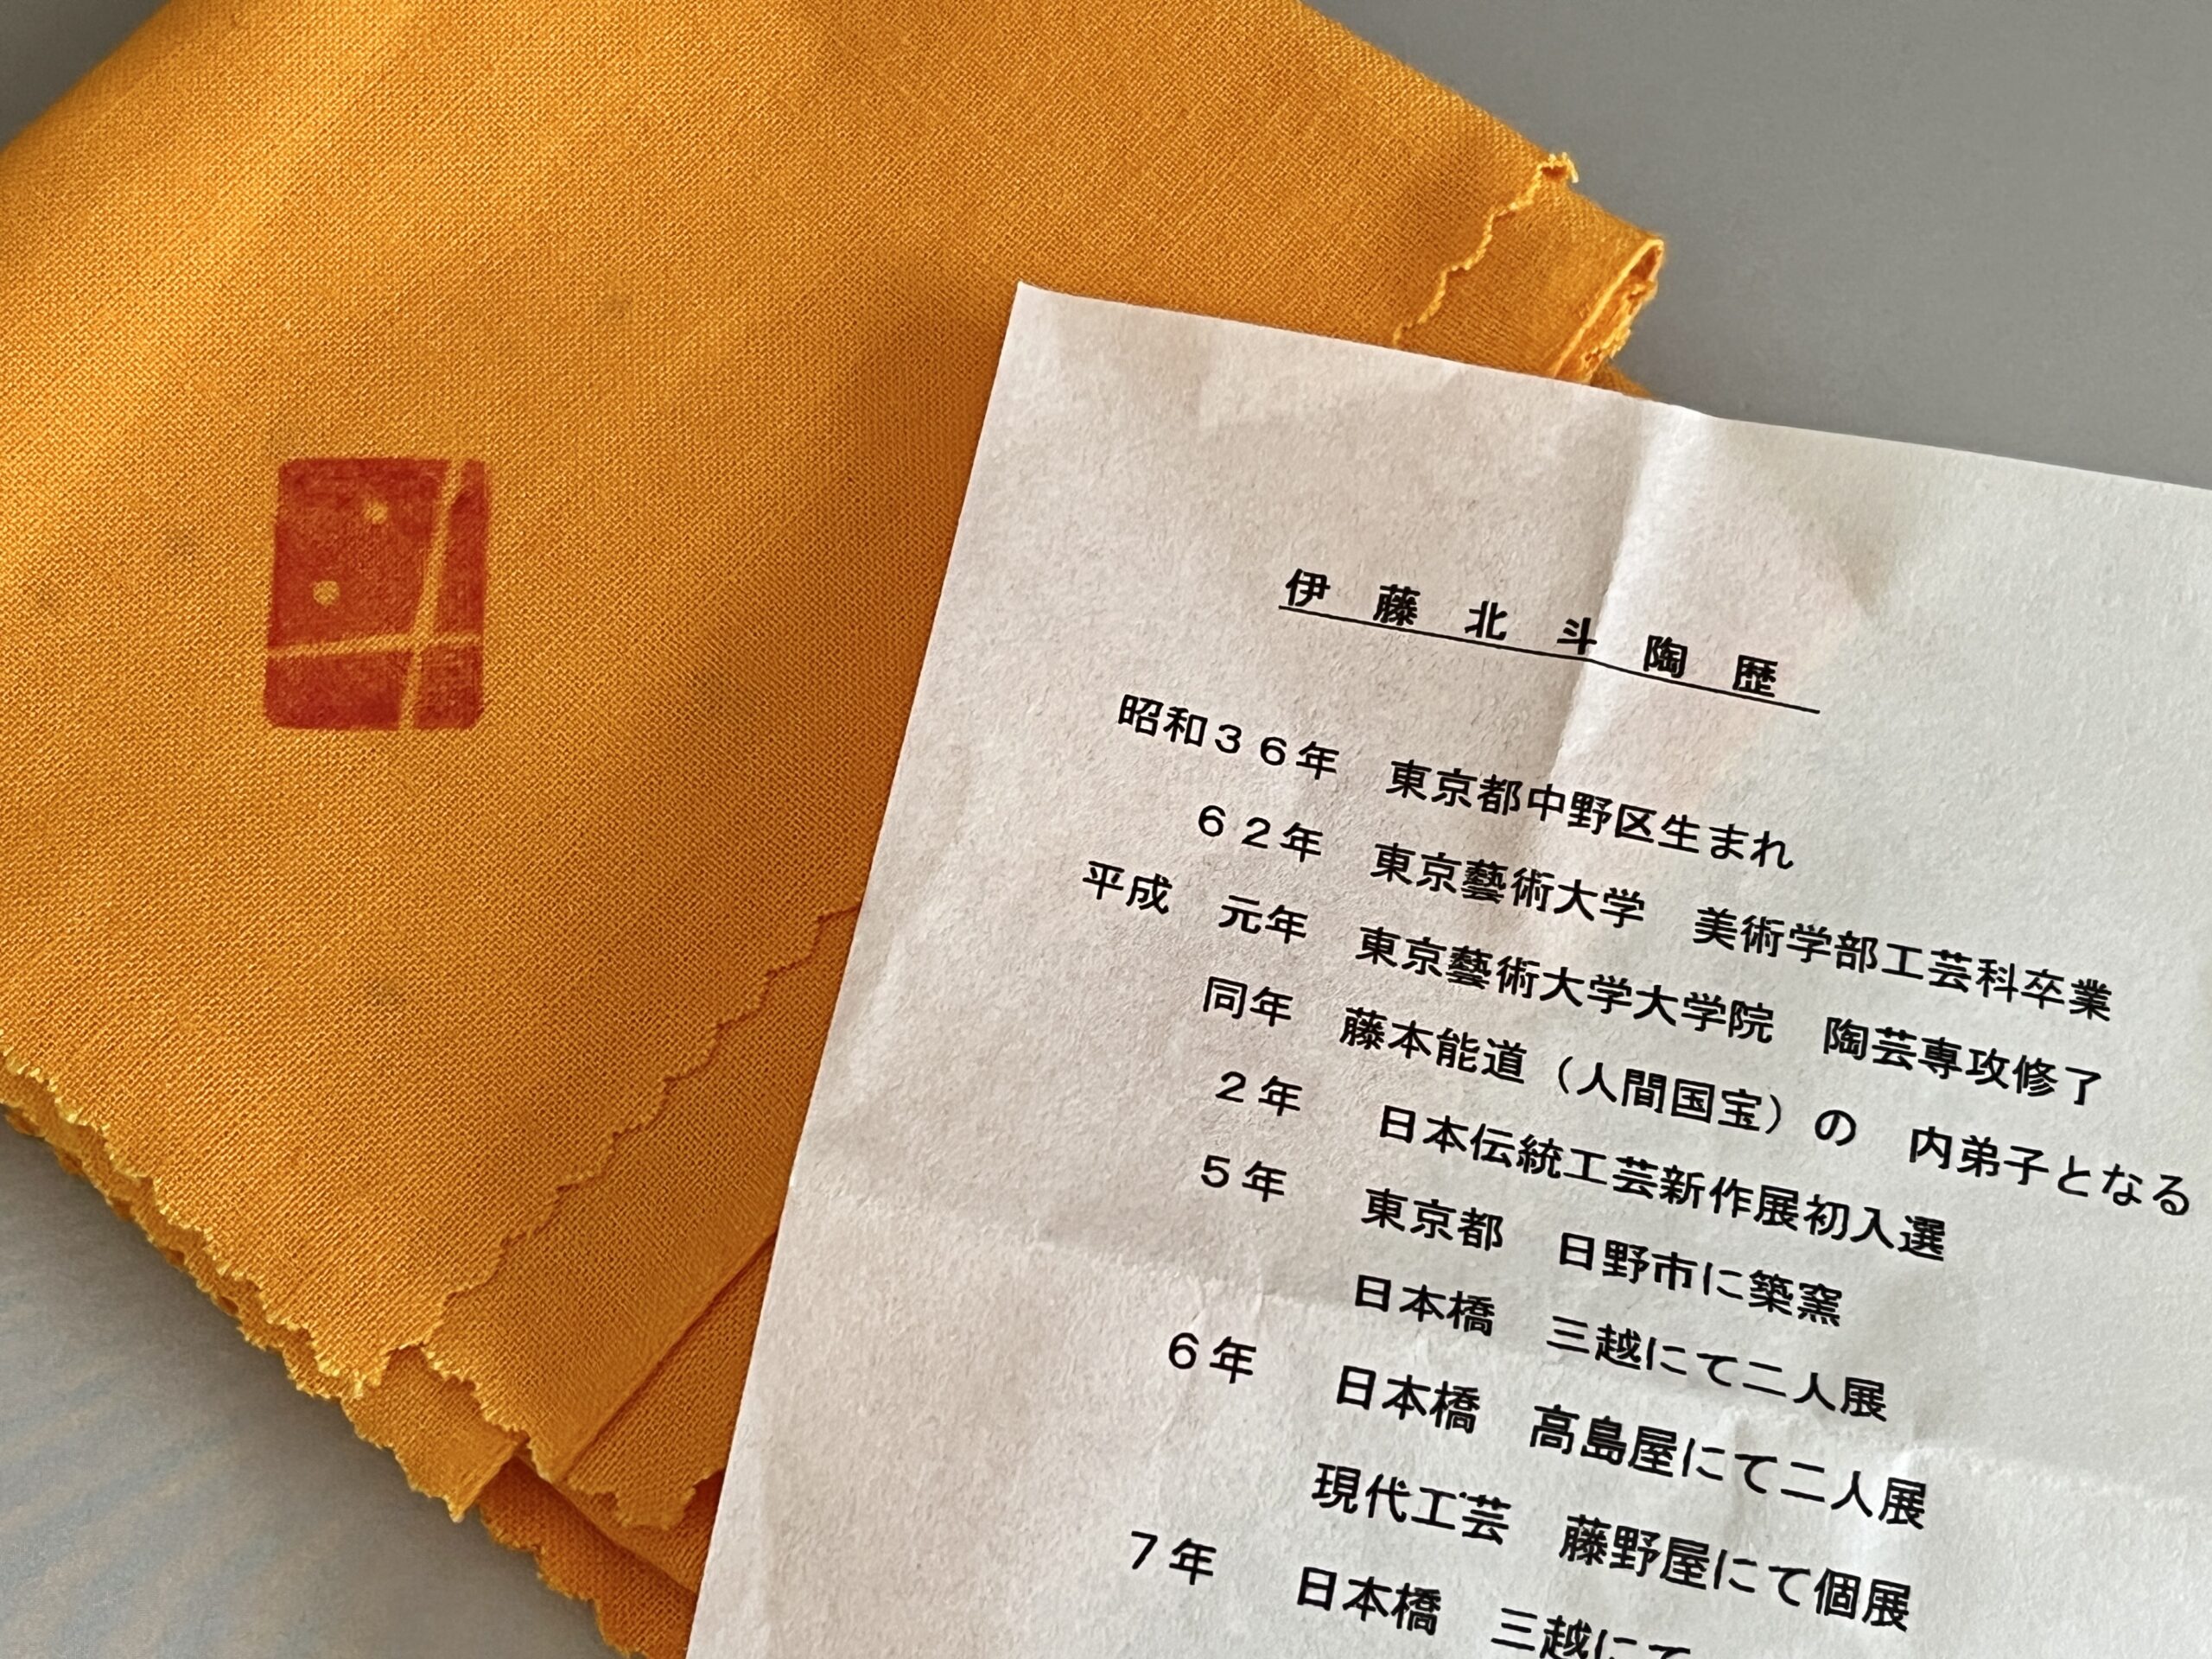 伊藤北斗陶歴
昭和36年 東京都中野区生まれ
62年 東京藝術大学 美術学部工芸科卒業
平成 元年 東京藝術大学大学院 陶芸専攻修了
同年 藤本能道（人間国宝）の 内弟子となる
2年 日本伝統工芸新作展初入選
5年 東京都 日野市に築窯
日本橋 三越にて二人展
6年 日本橋 高島屋にて二人展
現代工芸 藤野屋にて個展
7年 日本橋 三越にて